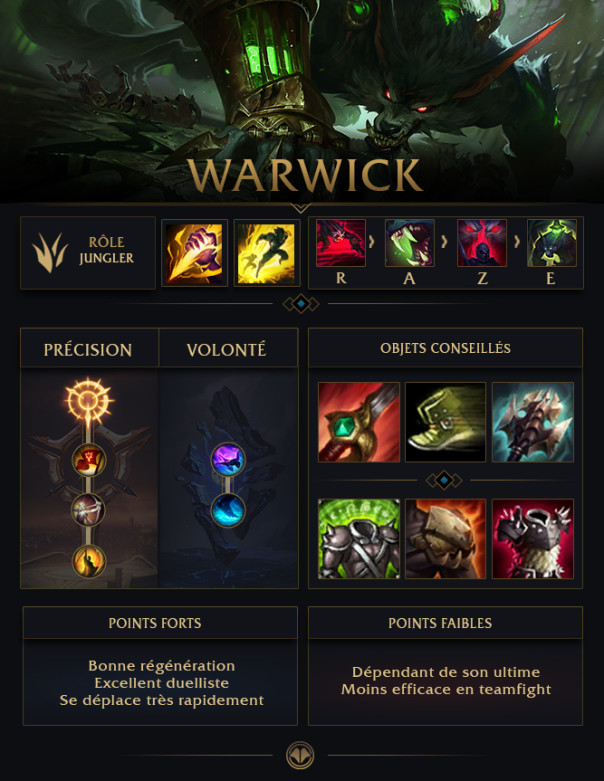 WARWICK
RÔLE
JUNGLER
R
A
Z
E
PRÉCISION
VOLONTÉ
OBJETS CONSEILLÉS
POINTS FORTS
Bonne régénération
Excellent duelliste
Se déplace très rapidement
POINTS FAIBLES
Dépendant de son ultime
Moins efficace en teamfight